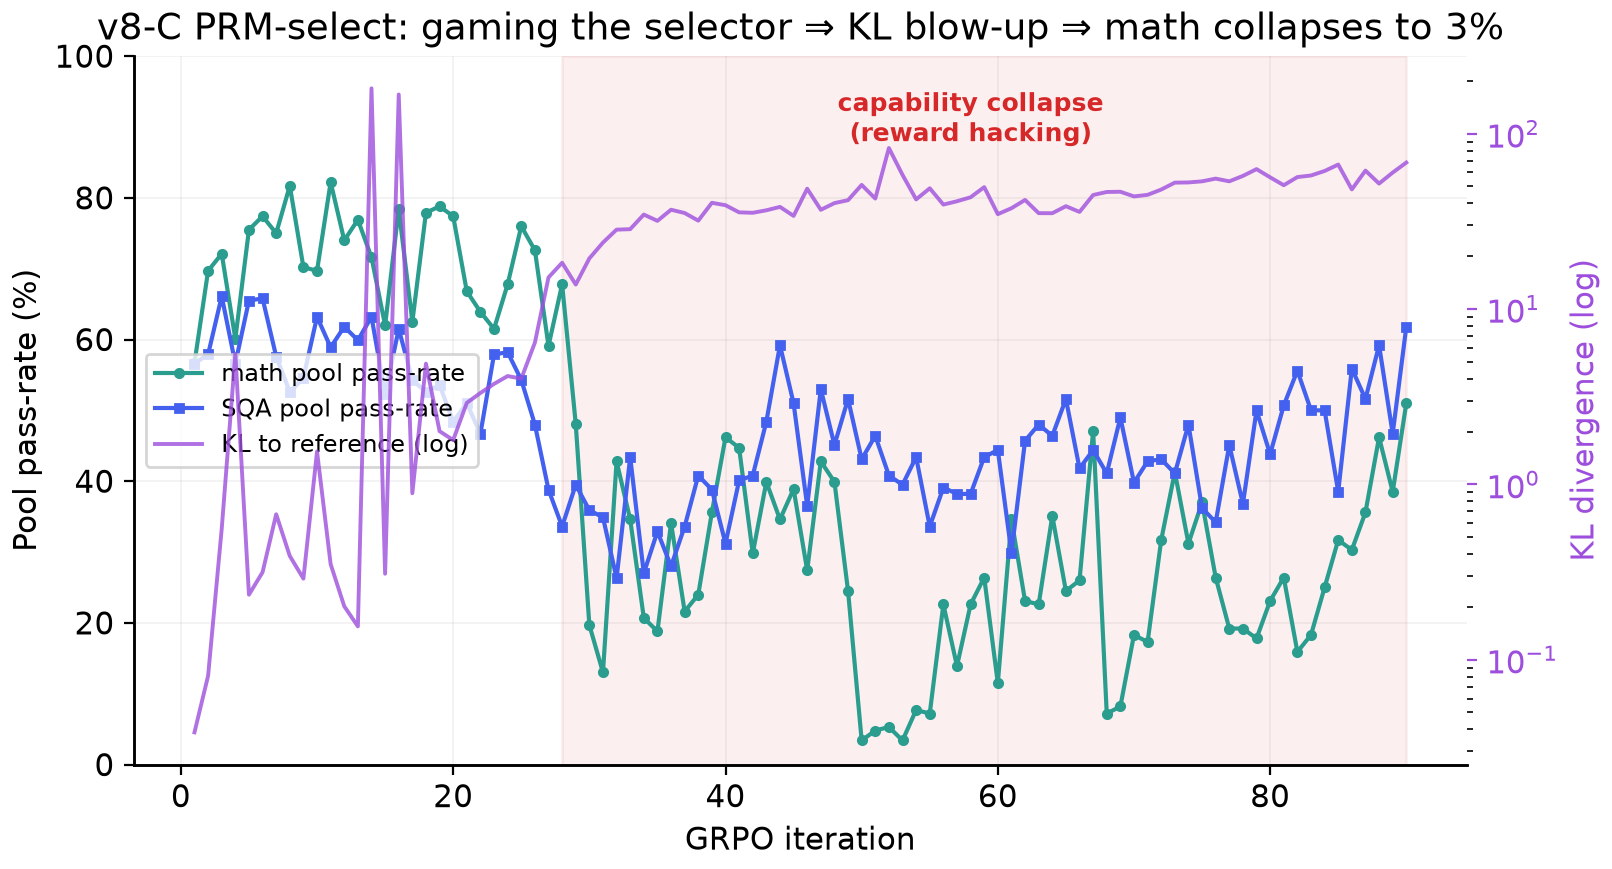 v8-C PRM-select: gaming the selector ⇒ KL blow-up ⇒ math collapses to 3%
capability collapse
(reward hacking)
Pool pass-rate (%)
100
80
60
40
20
0
math pool pass-rate
SQA pool pass-rate
KL to reference (log)
10²
10¹
10⁰
10⁻¹
KL divergence (log)
0 20 40 60 80
GRPO iteration